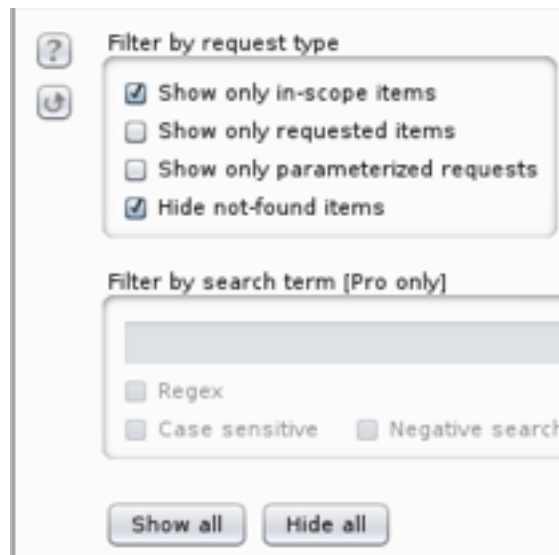 ?
Filter by request type
Show only in-scope items
Show only requested items
Show only parameterized requests
Hide not-found items
Filter by search term [Pro only]
Regex
Case sensitive Negative search
Show all Hide all